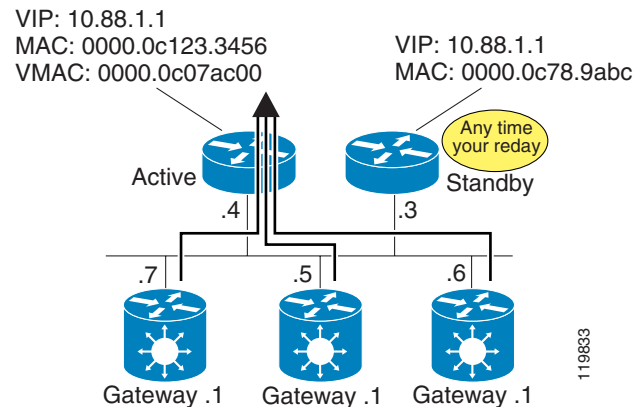 VIP: 10.88.1.1
MAC: 0000.0c123.3456
VMAC: 0000.0c07ac00
VIP: 10.88.1.1
MAC: 0000.0c78.9abc
Any time
your reday
Active
Standby
.4
.3
.7
.5
.6
Gateway .1
Gateway .1
Gateway .1
119833